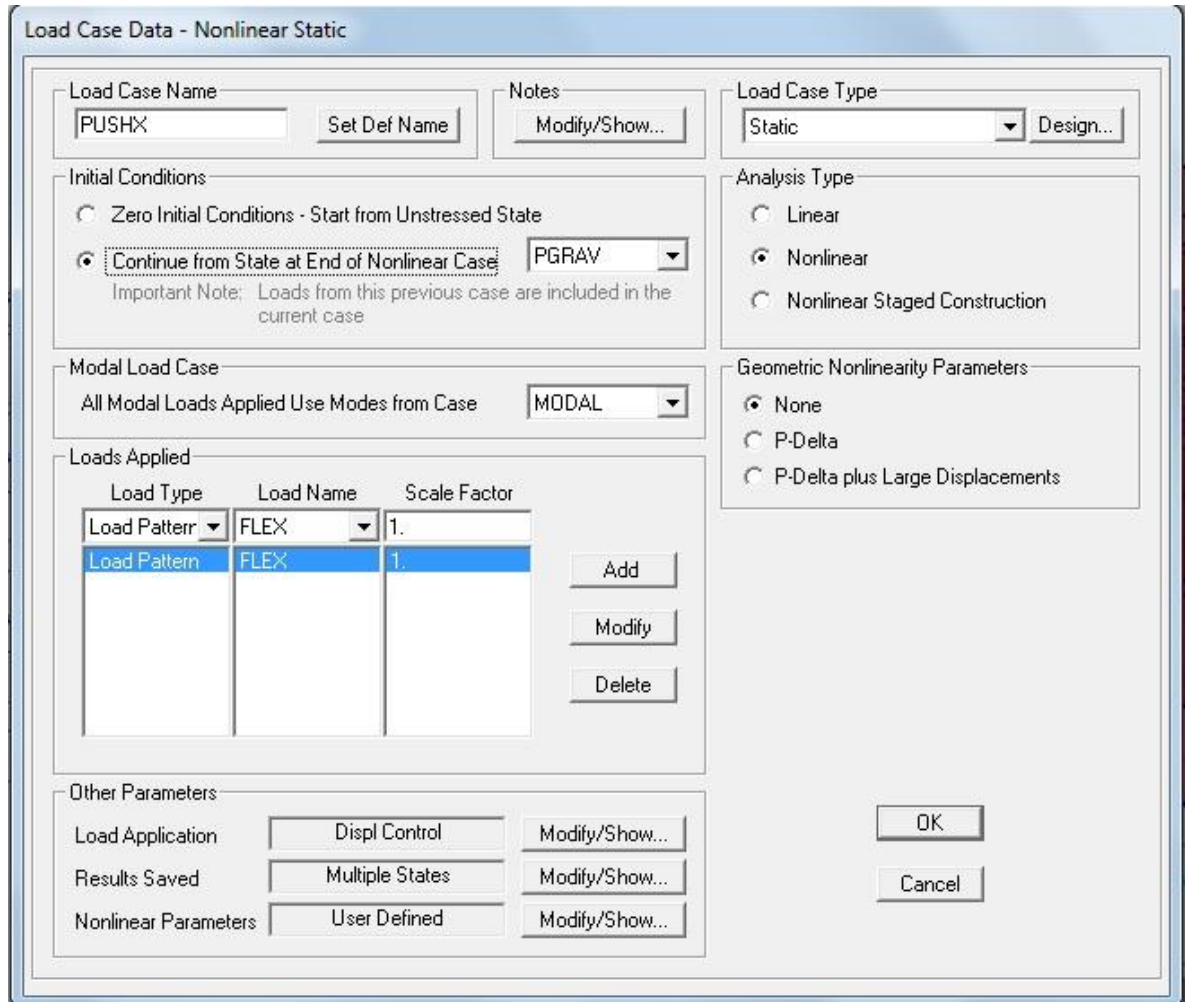 Load Case Data - Nonlinear Static
Load Case Name
PUSHX
Set Def Name
Notes
Modify/Show...
Load Case Type
Static
Design...
Initial Conditions
Zero Initial Conditions - Start from Unstressed State
Continue from State at End of Nonlinear Case
PGRAV
Important Note: Loads from this previous case are included in the
current case
Analysis Type
Linear
Nonlinear
Nonlinear Staged Construction
Modal Load Case
All Modal Loads Applied Use Modes from Case
MODAL
Geometric Nonlinearity Parameters
None
P-Delta
P-Delta plus Large Displacements
Loads Applied
Load Type Load Name Scale Factor
Load Pattern FLEX 1.
Load Pattern FLEX 1.
Add
Modify
Delete
Other Parameters
Load Application Displ Control Modify/Show...
Results Saved Multiple States Modify/Show...
Nonlinear Parameters User Defined Modify/Show...
OK
Cancel